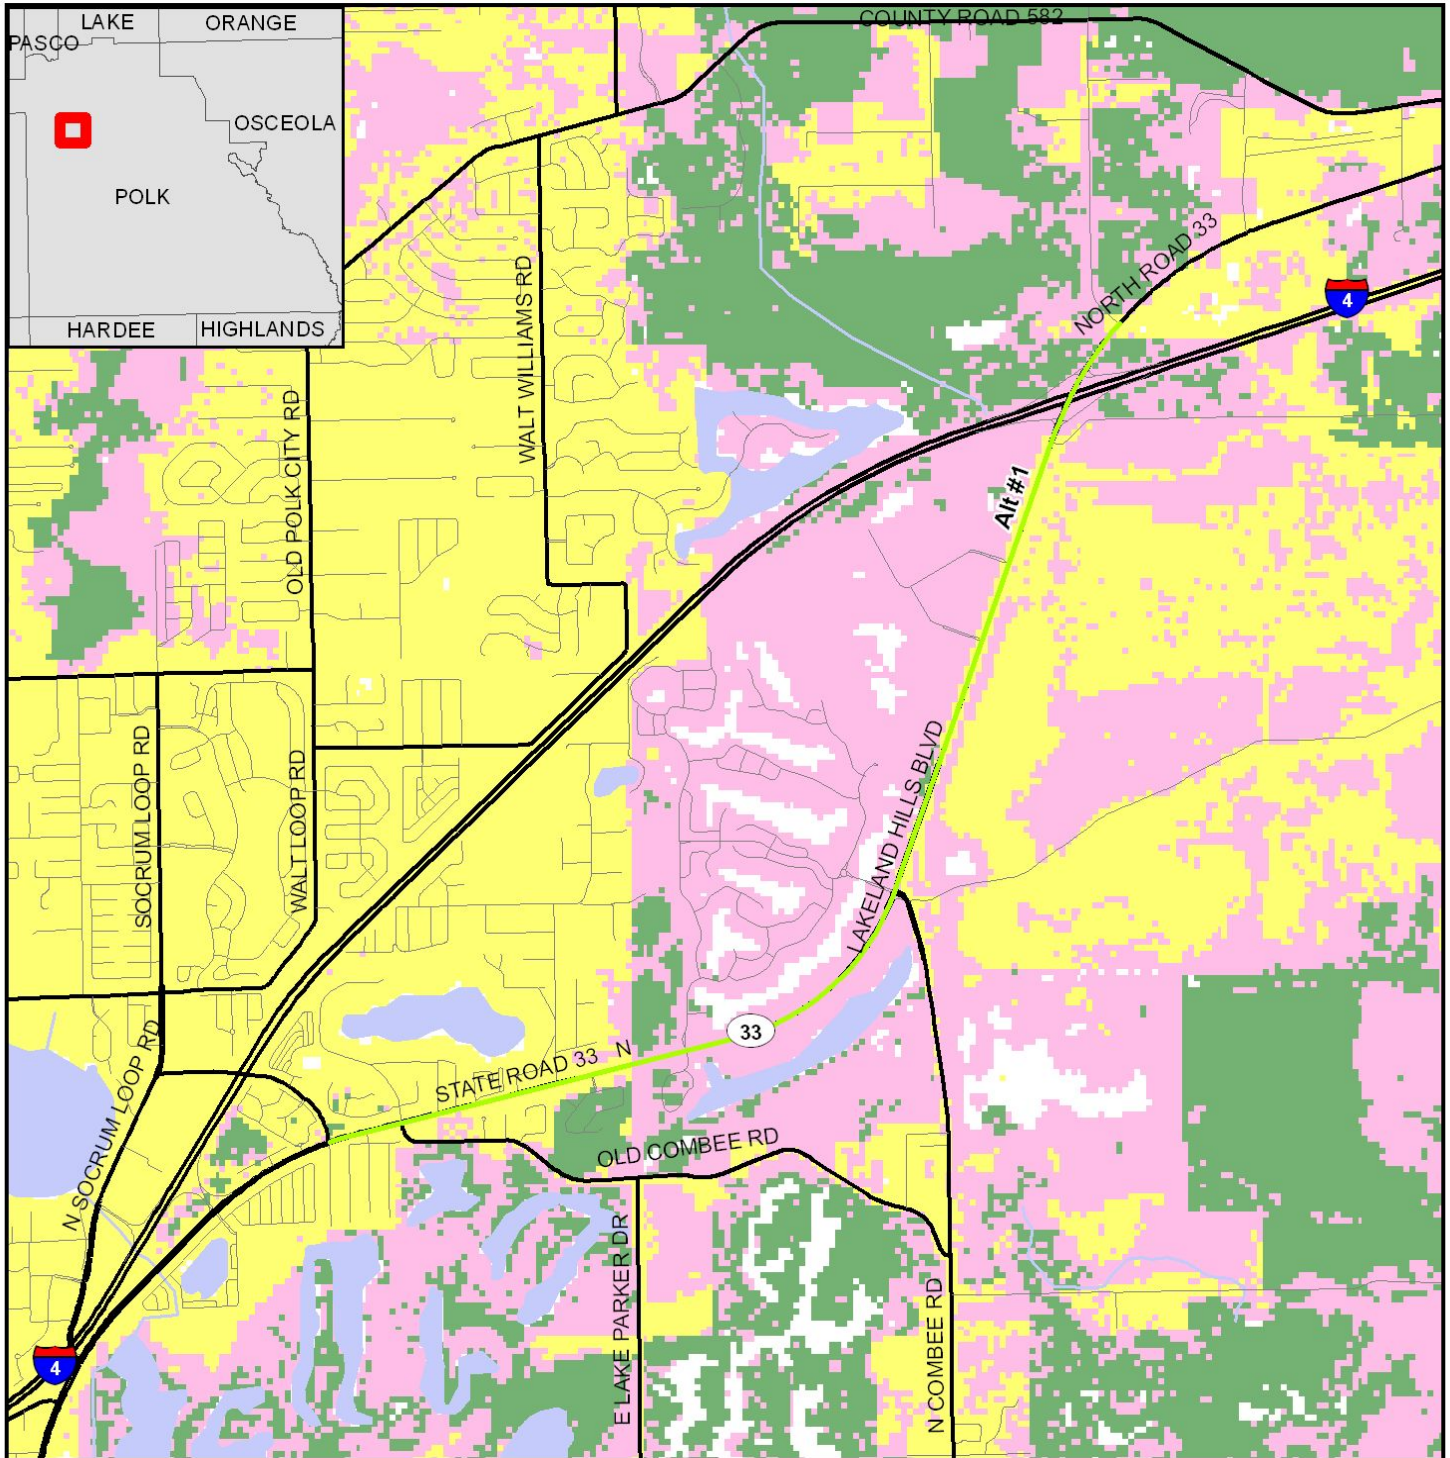 LAKE
ORANGE
PASCO
OSCEOLA
POLK
HARDEE
HIGHLANDS
COUNTY ROAD 582
NORTH ROAD 33
4
WALT WILLIAMS RD
OLD POLK CITY RD
Alt #1
SOCRUM LOOP RD
WALT LOOP RD
LAKELAND HILLS BLVD
33
STATE ROAD 33 N
N SOCRUM LOOP RD
OLD COMBEE RD
E LAKE PARKER DR
N COMBEE RD
4